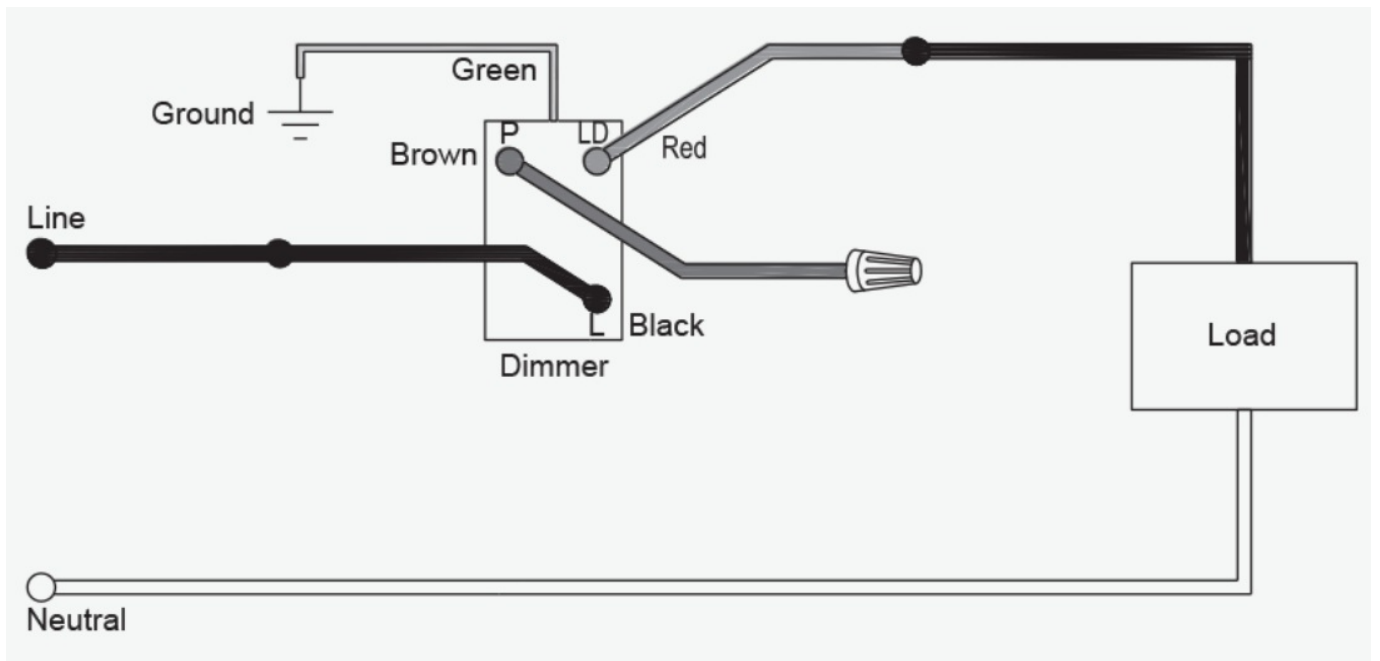 Green
Ground
P
LD
Brown
Red
Line
L
Black
Dimmer
Load
Neutral